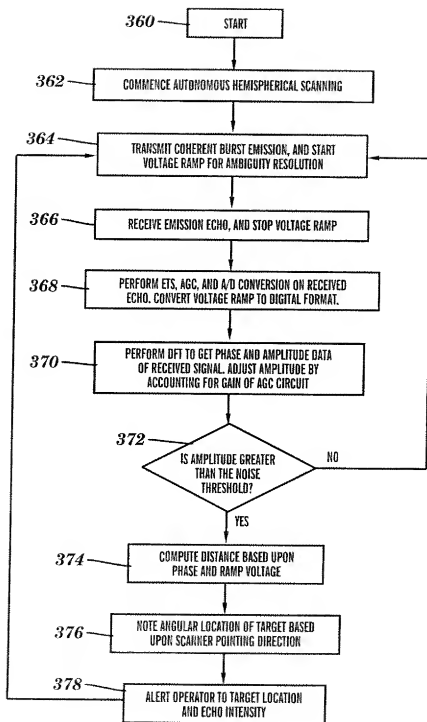 360
START
362
COMMENCE AUTONOMOUS HEMISPHERICAL SCANNING
364
TRANSMIT COHERENT BURST EMISSION, AND START
VOLTAGE RAMP FOR AMBIGUITY RESOLUTION
366
RECEIVE EMISSION ECHO, AND STOP VOLTAGE RAMP
368
PERFORM ETS, AGC, AND A/D CONVERSION ON RECEIVED
ECHO. CONVERT VOLTAGE RAMP TO DIGITAL FORMAT.
370
PERFORM DFT TO GET PHASE AND AMPLITUDE DATA
OF RECEIVED SIGNAL. ADJUST AMPLITUDE BY
ACCOUNTING FOR GAIN OF AGC CIRCUIT
372
IS AMPLITUDE GREATER
THAN THE NOISE
THRESHOLD?
NO
YES
374
COMPUTE DISTANCE BASED UPON
PHASE AND RAMP VOLTAGE
376
NOTE ANGULAR LOCATION OF TARGET BASED
UPON SCANNER POINTING DIRECTION
378
ALERT OPERATOR TO TARGET LOCATION
AND ECHO INTENSITY